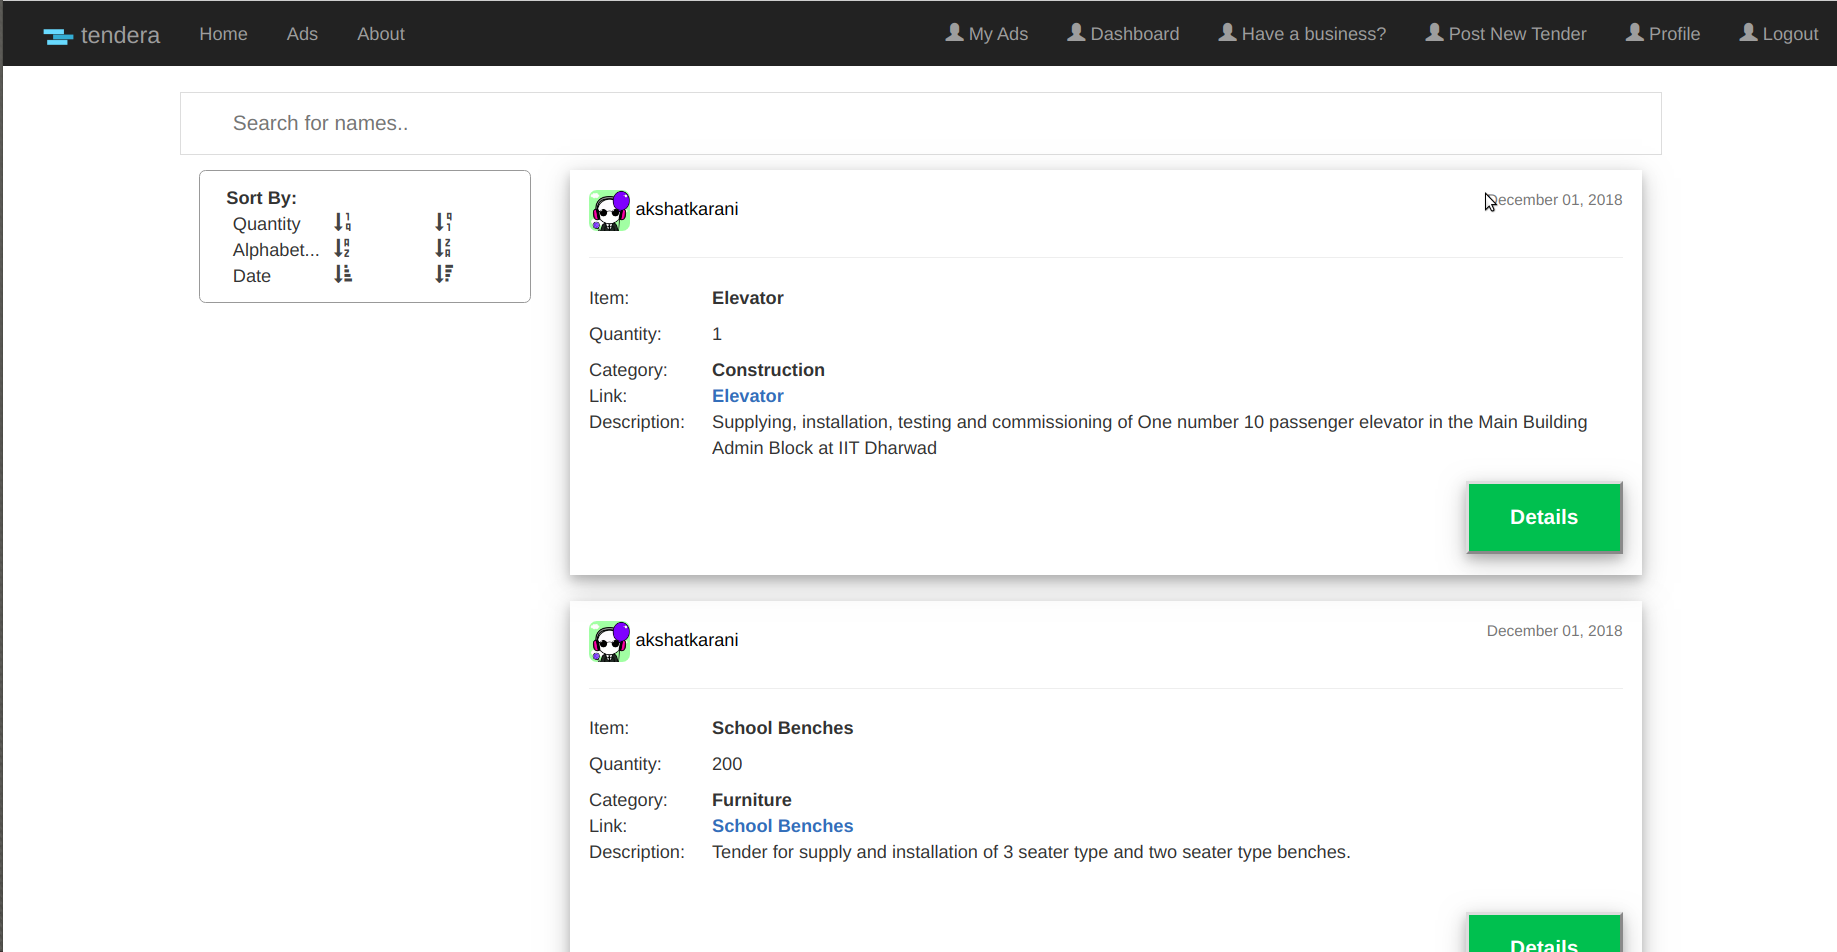 tendera Home Ads About My Ads Dashboard Have a business? Post New Tender Profile Logout
Search for names..
Sort By:
Quantity
Alphabet...
Date
akshatkarani
December 01, 2018
Item: Elevator
Quantity: 1
Category: Construction
Link: Elevator
Description: Supplying, installation, testing and commissioning of One number 10 passenger elevator in the Main Building
Admin Block at IIT Dharwad
Details
akshatkarani
December 01, 2018
Item: School Benches
Quantity: 200
Category: Furniture
Link: School Benches
Description: Tender for supply and installation of 3 seater type and two seater type benches.
Details